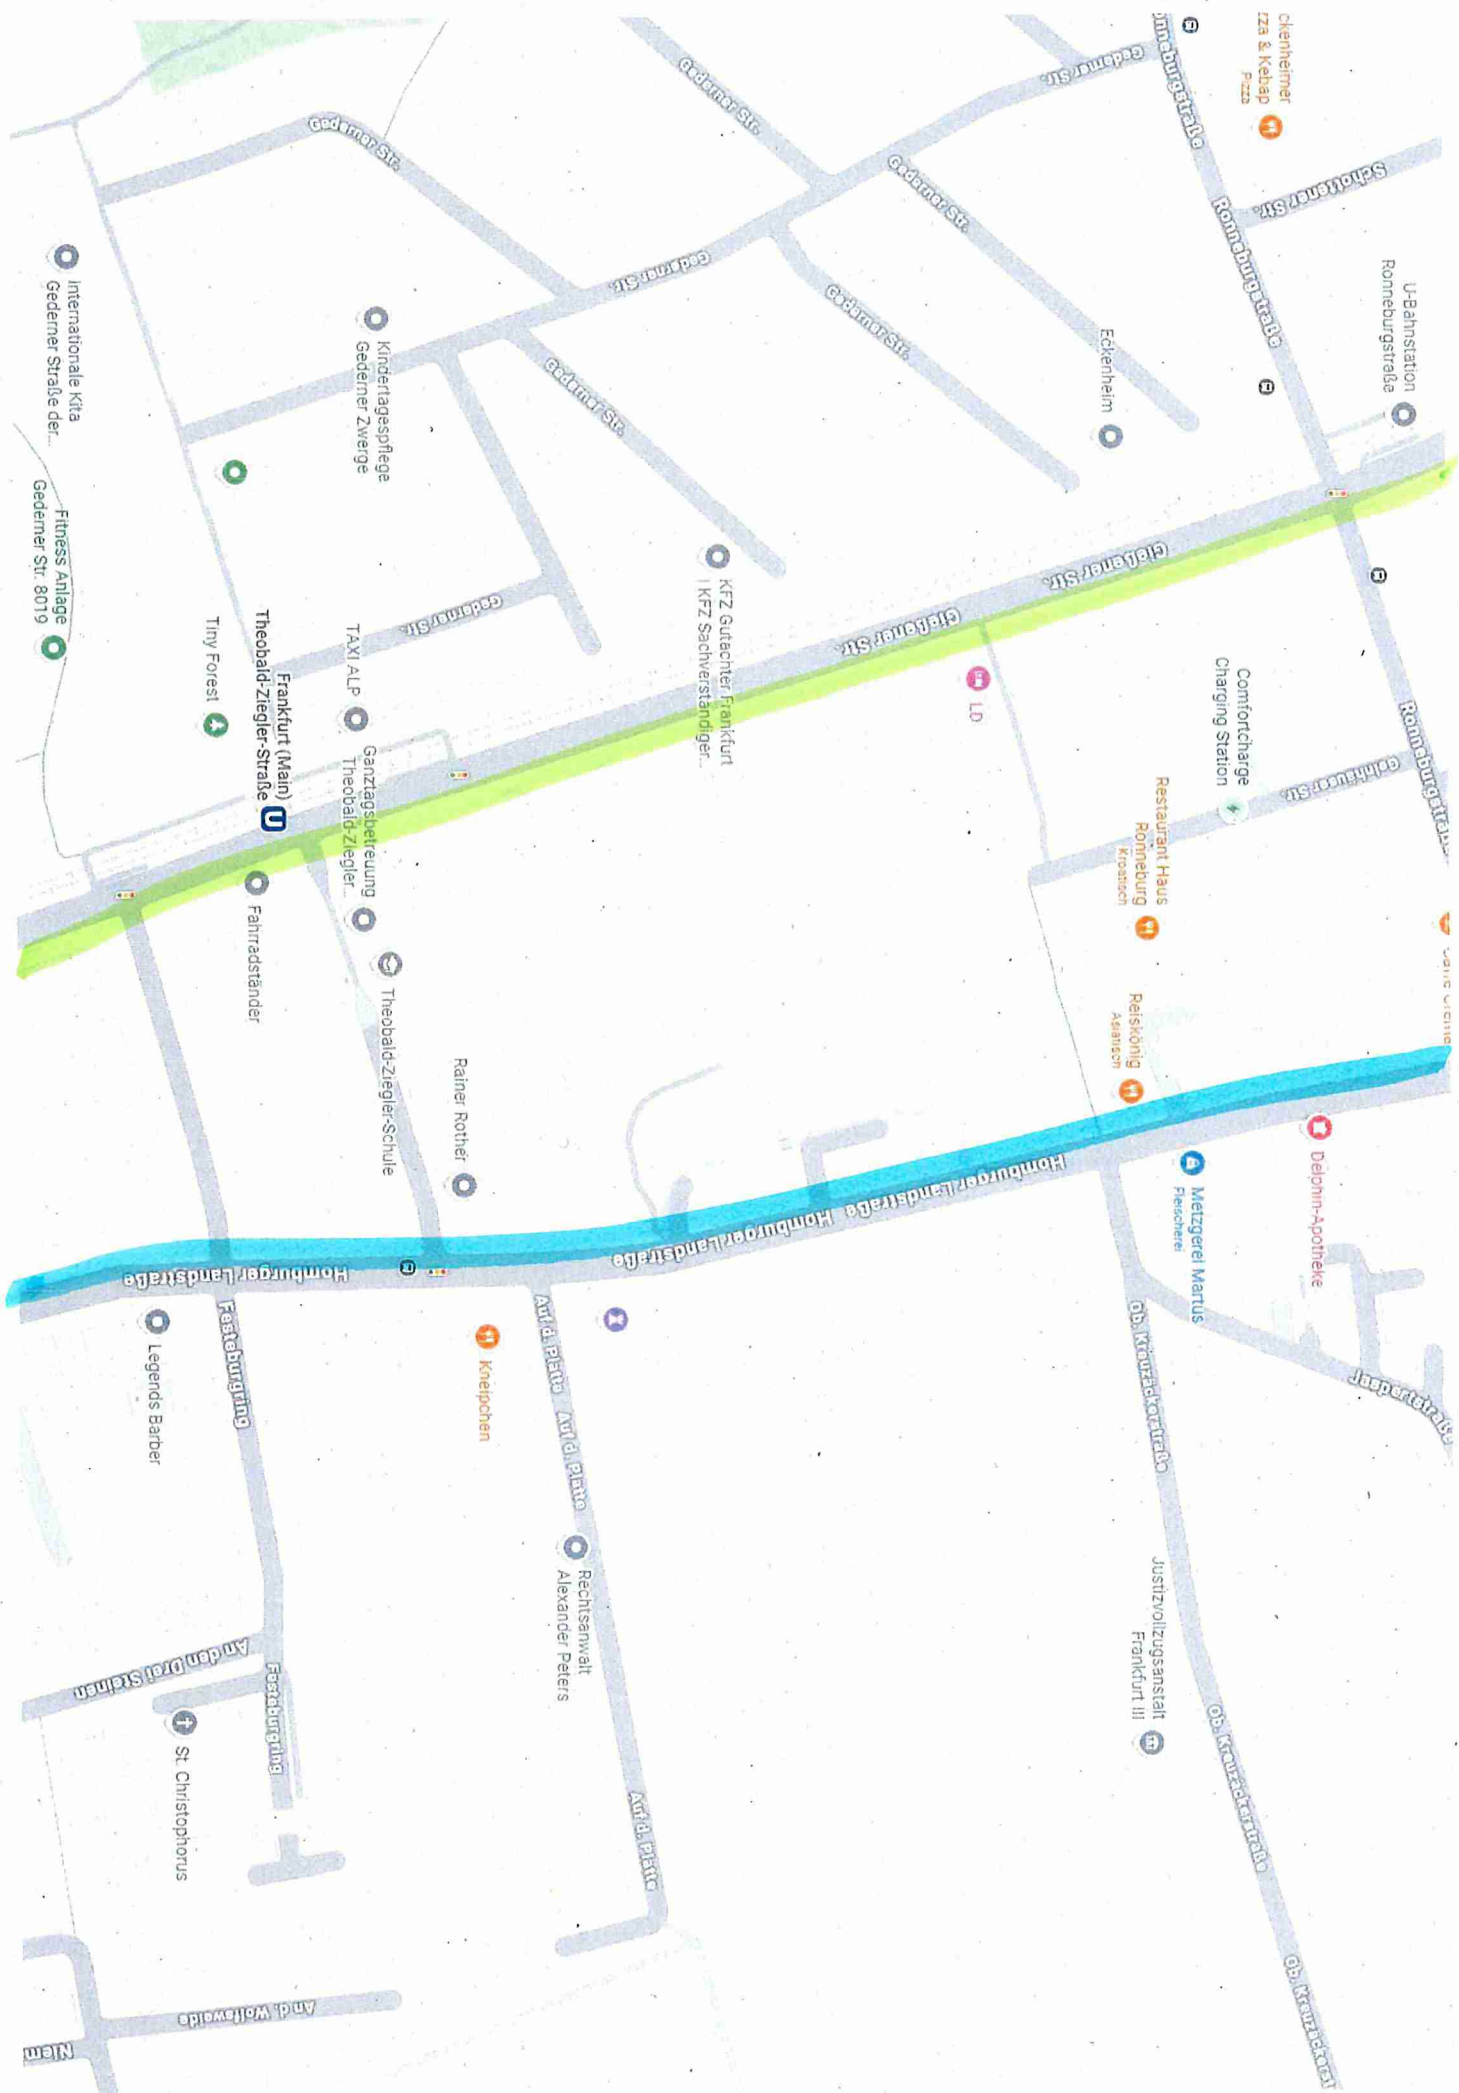 ckenheimer
zza & Kebap
Pizza
Schottener Str.
U-Bahnstation
Ronneburgstraße
Ronneburgstraße
Ronneburgstraße
Gederner Str.
Gederner Str.
Gederner Str.
Gederner Str.
Gederner Str.
Gederner Str.
Gederner Str.
Gederner Str.
Eckenheim
Gießener Str.
Gießener Str.
Comfortcharge
Charging Station
Gelnhäuser Str.
Restaurant Haus
Ronneburg
Kroatisch
LD
Reiskönig
Asiatisch
Delphin-Apotheke
Metzgerei Martus
Fleischerei
Jaspertstraße
Ob. Kreuzäckerstraße
Ob. Kreuzäckerstraße
Ob. Kreuzäckerst
Justizvollzugsanstalt
Frankfurt III
KFZ Gutachter Frankfurt
| KFZ Sachverständiger...
Kindertagespflege
Gederner Zwerge
Internationale Kita
Gederner Straße der...
Fitness Anlage
Gederner Str. 8019
Tiny Forest
Frankfurt (Main)
Theobald-Ziegler-Straße
U
TAXI ALP
Ganztagsbetreuung
Theobald-Ziegler...
Fahrradständer
Theobald-Ziegler-Schule
Rainer Rother
Homburger Landstraße
Homburger Landstraße
Homburger Landstraße
Kneipchen
Legends Barber
Festeburgring
Festeburgring
Auf d. Platte
Auf d. Platte
Auf d. Platte
Rechtsanwalt
Alexander Peters
An den Drei Steinen
St. Christophorus
An d. Wolfsweide
Niem